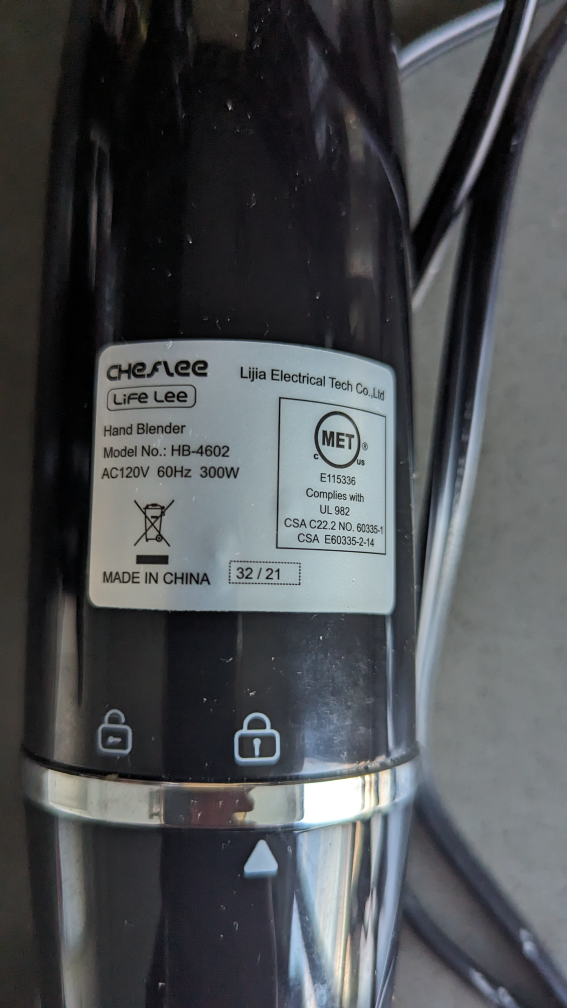 CHEFLEE
LiFe Lee
Hand Blender
Model No.: HB-4602
AC120V 60Hz 300W
MADE IN CHINA
32 / 21
Lijia Electrical Tech Co.,Ltd
MET ®
C US
E115336
Complies with
UL 982
CSA C22.2 NO. 60335-1
CSA E60335-2-14